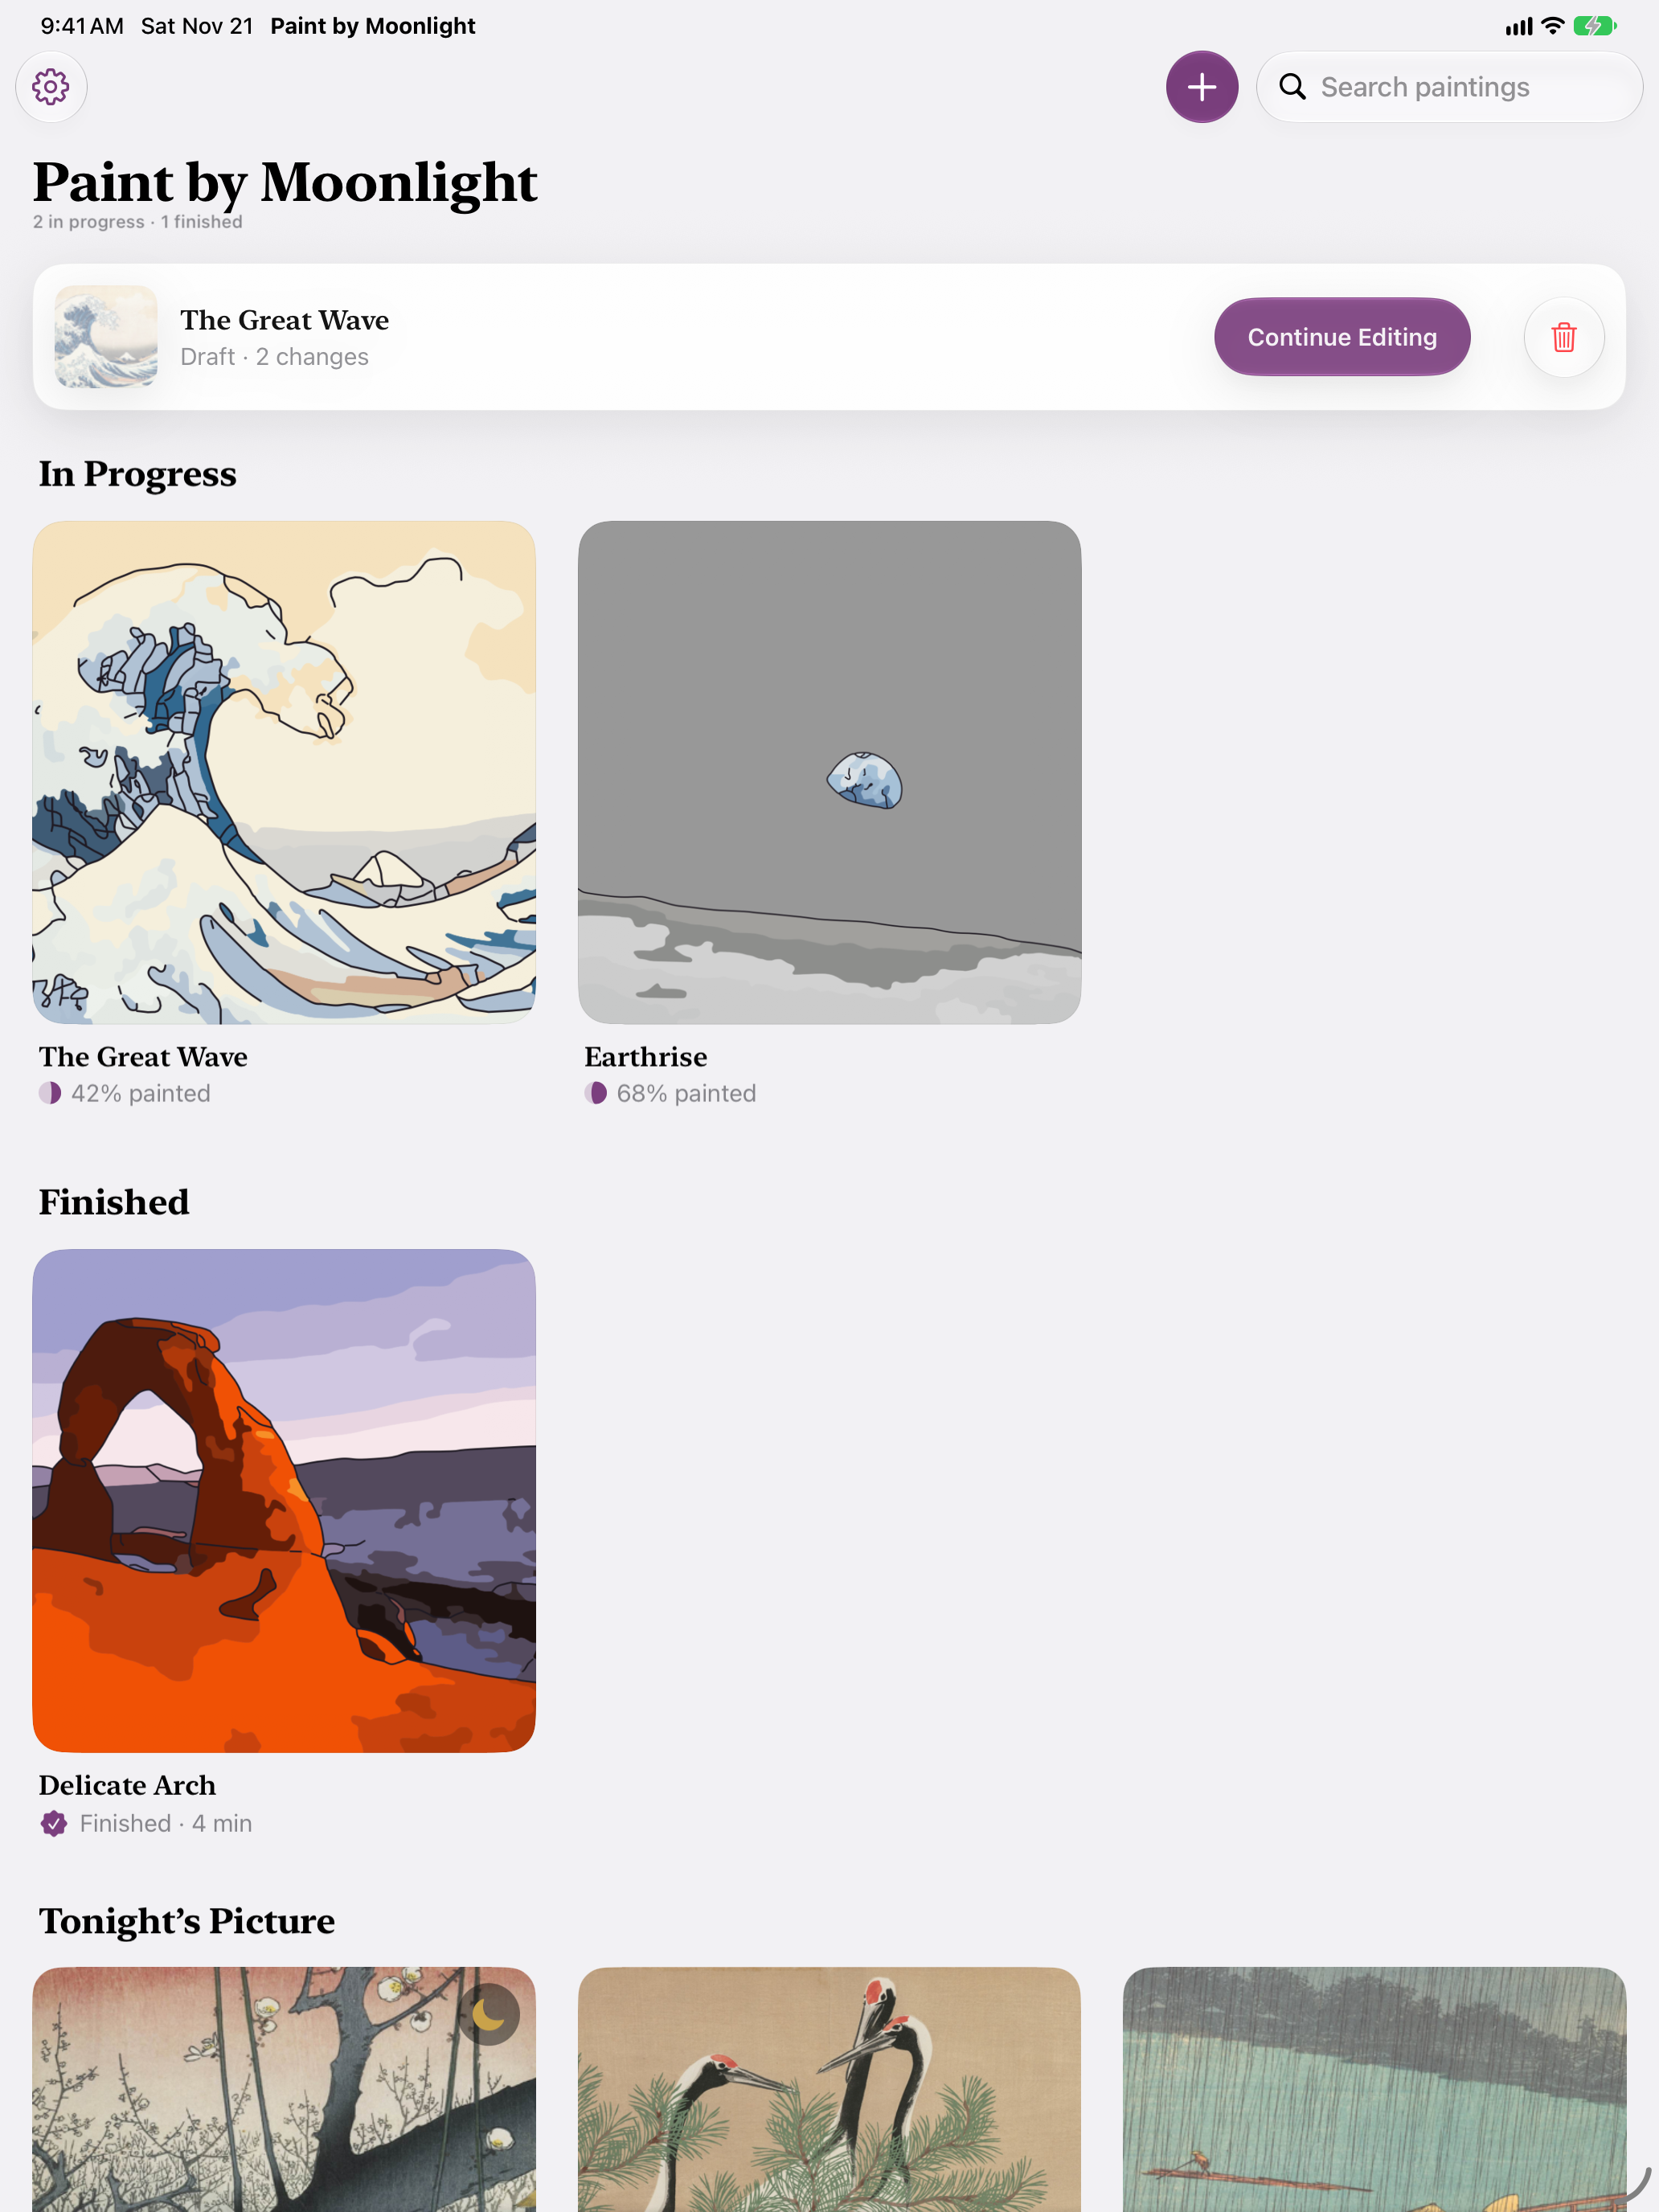 9:41 AM Sat Nov 21 Paint by Moonlight
Search paintings
Paint by Moonlight
2 in progress · 1 finished
The Great Wave
Draft · 2 changes
Continue Editing
In Progress
The Great Wave
42% painted
Earthrise
68% painted
Finished
Delicate Arch
Finished · 4 min
Tonight’s Picture